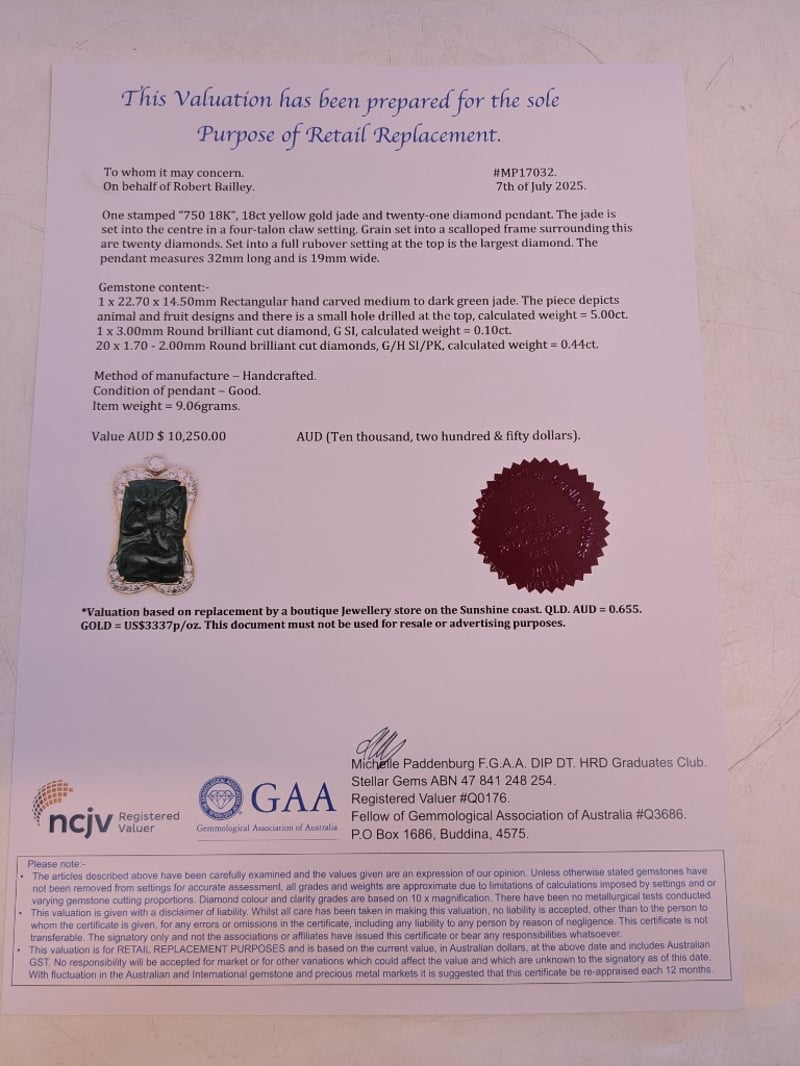 This Valuation has been prepared for the sole
Purpose of Retail Replacement.
To whom it may concern.
#MP17032.
On behalf of Robert Bailley.
7th of July 2025.
One stamped "750 18K", 18ct yellow gold jade and twenty-one diamond pendant. The jade is
set into the centre in a four-talon claw setting. Grain set into a scalloped frame surrounding this
are twenty diamonds. Set into a full rubover setting at the top is the largest diamond. The
pendant measures 32mm long and is 19mm wide.
Gemstone content:-
1 x 22.70 x 14.50mm Rectangular hand carved medium to dark green jade. The piece depicts
animal and fruit designs and there is a small hole drilled at the top, calculated weight = 5.00ct.
1 x 3.00mm Round brilliant cut diamond, G SI, calculated weight = 0.10ct.
20 x 1.70 - 2.00mm Round brilliant cut diamonds, G/H SI/PK, calculated weight = 0.44ct.
Method of manufacture – Handcrafted.
Condition of pendant – Good.
Item weight = 9.06grams.
Value AUD $ 10,250.00
AUD (Ten thousand, two hundred & fifty dollars).
*Valuation based on replacement by a boutique Jewellery store on the Sunshine coast. QLD. AUD = 0.655.
GOLD = US$3337p/oz. This document must not be used for resale or advertising purposes.
Michelle Paddenburg F.G.A.A. DIP DT. HRD Graduates Club.
Stellar Gems ABN 47 841 248 254.
Registered Valuer #Q0176.
Fellow of Gemmological Association of Australia #Q3686.
P.O Box 1686, Buddina, 4575.
ncjv Registered
Valuer
GAA
Gemmological Association of Australia
Please note:-
• The articles described above have been carefully examined and the values given are an expression of our opinion. Unless otherwise stated gemstones have
not been removed from settings for accurate assessment, all grades and weights are approximate due to limitations of calculations imposed by settings and or
varying gemstone cutting proportions. Diamond colour and clarity grades are based on 10 x magnification. There have been no metallurgical tests conducted.
• This valuation is given with a disclaimer of liability. Whilst all care has been taken in making this valuation, no liability is accepted, other than to the person to
whom the certificate is given, for any errors or omissions in the certificate, including any liability to any person by reason of negligence. This certificate is not
transferable. The signatory only and not the associations or affiliates have issued this certificate or bear any responsibilities whatsoever.
• This valuation is for RETAIL REPLACEMENT PURPOSES and is based on the current value, in Australian dollars, at the above date and includes Australian
GST. No responsibility will be accepted for market or for other variations which could affect the value and which are unknown to the signatory as of this date.
With fluctuation in the Australian and International gemstone and precious metal markets it is suggested that this certificate be re-appraised each 12 months.